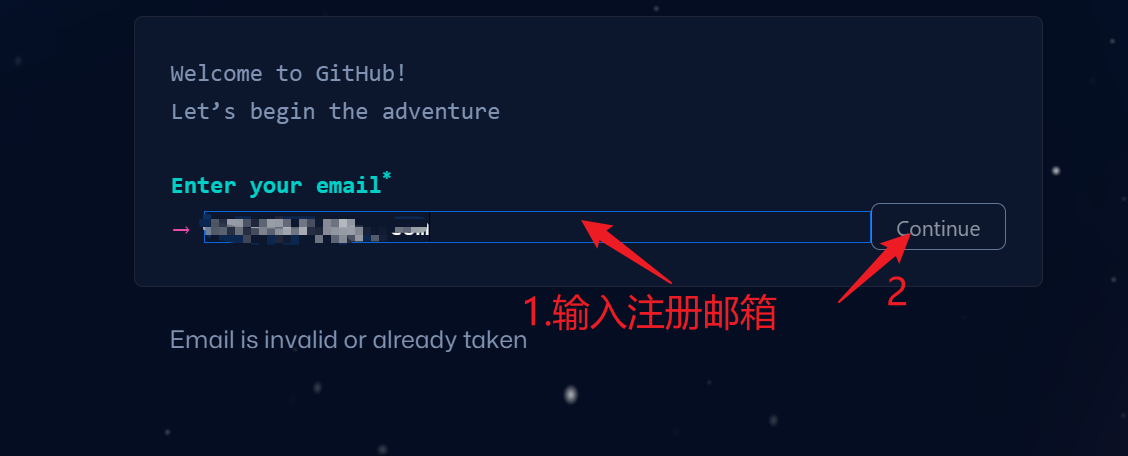 Welcome to GitHub!
Let’s begin the adventure
Enter your email*
→
Continue
1.输入注册邮箱
2
Email is invalid or already taken